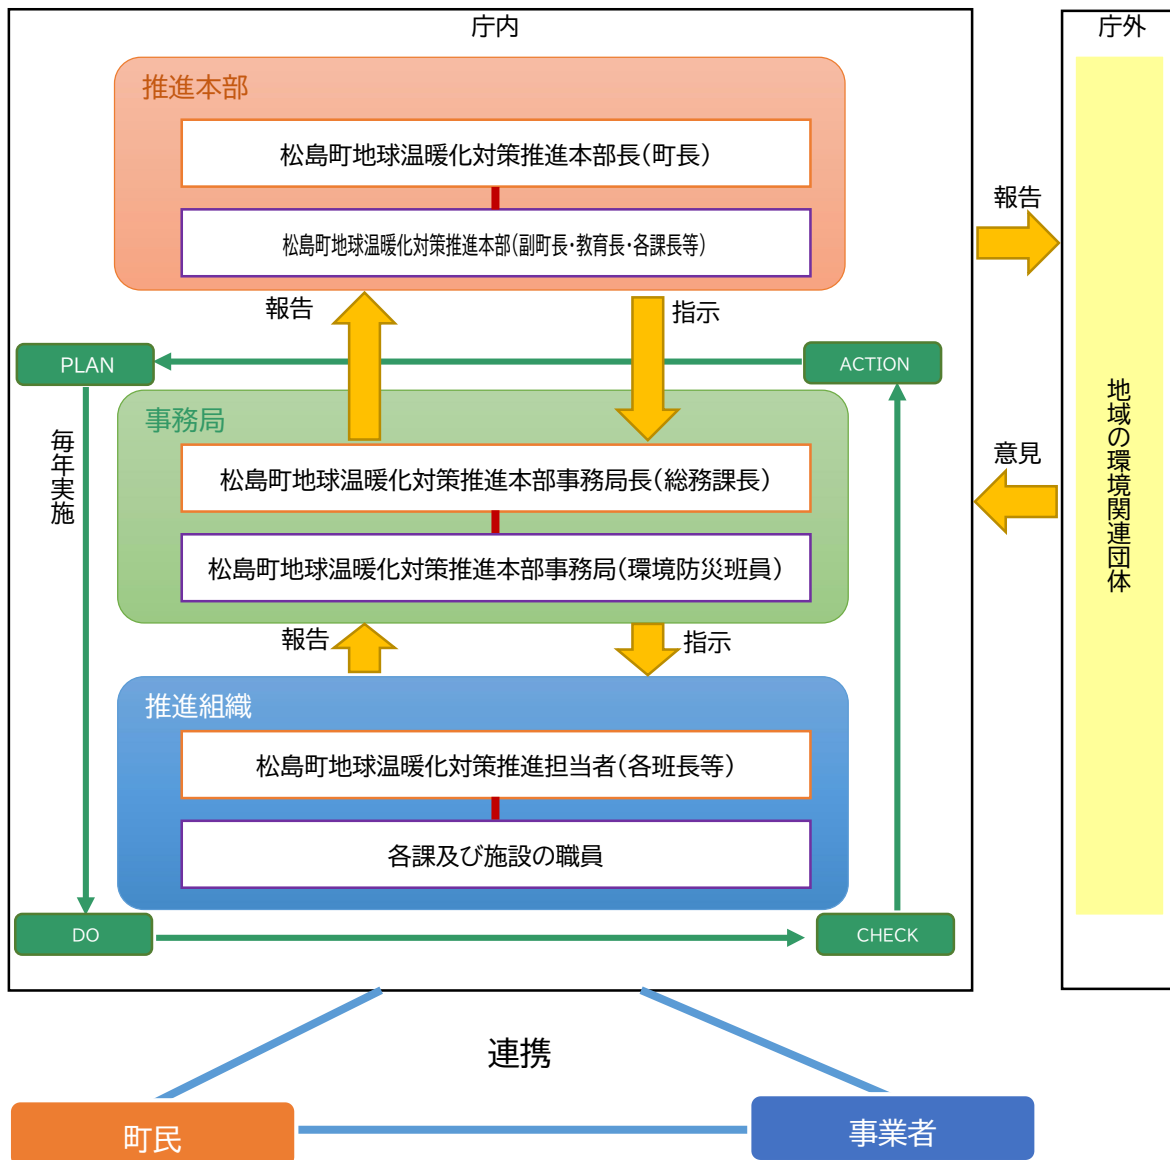 庁内
庁外
推進本部
松島町地球温暖化対策推進本部長(町長)
松島町地球温暖化対策推進本部(副町長・教育長・各課長等)
報告
報告
指示
PLAN
ACTION
毎年実施
事務局
松島町地球温暖化対策推進本部事務局長(総務課長)
松島町地球温暖化対策推進本部事務局(環境防災班員)
意見
地域の環境関連団体
報告
指示
推進組織
松島町地球温暖化対策推進担当者(各班長等)
各課及び施設の職員
DO
CHECK
連携
町民
事業者